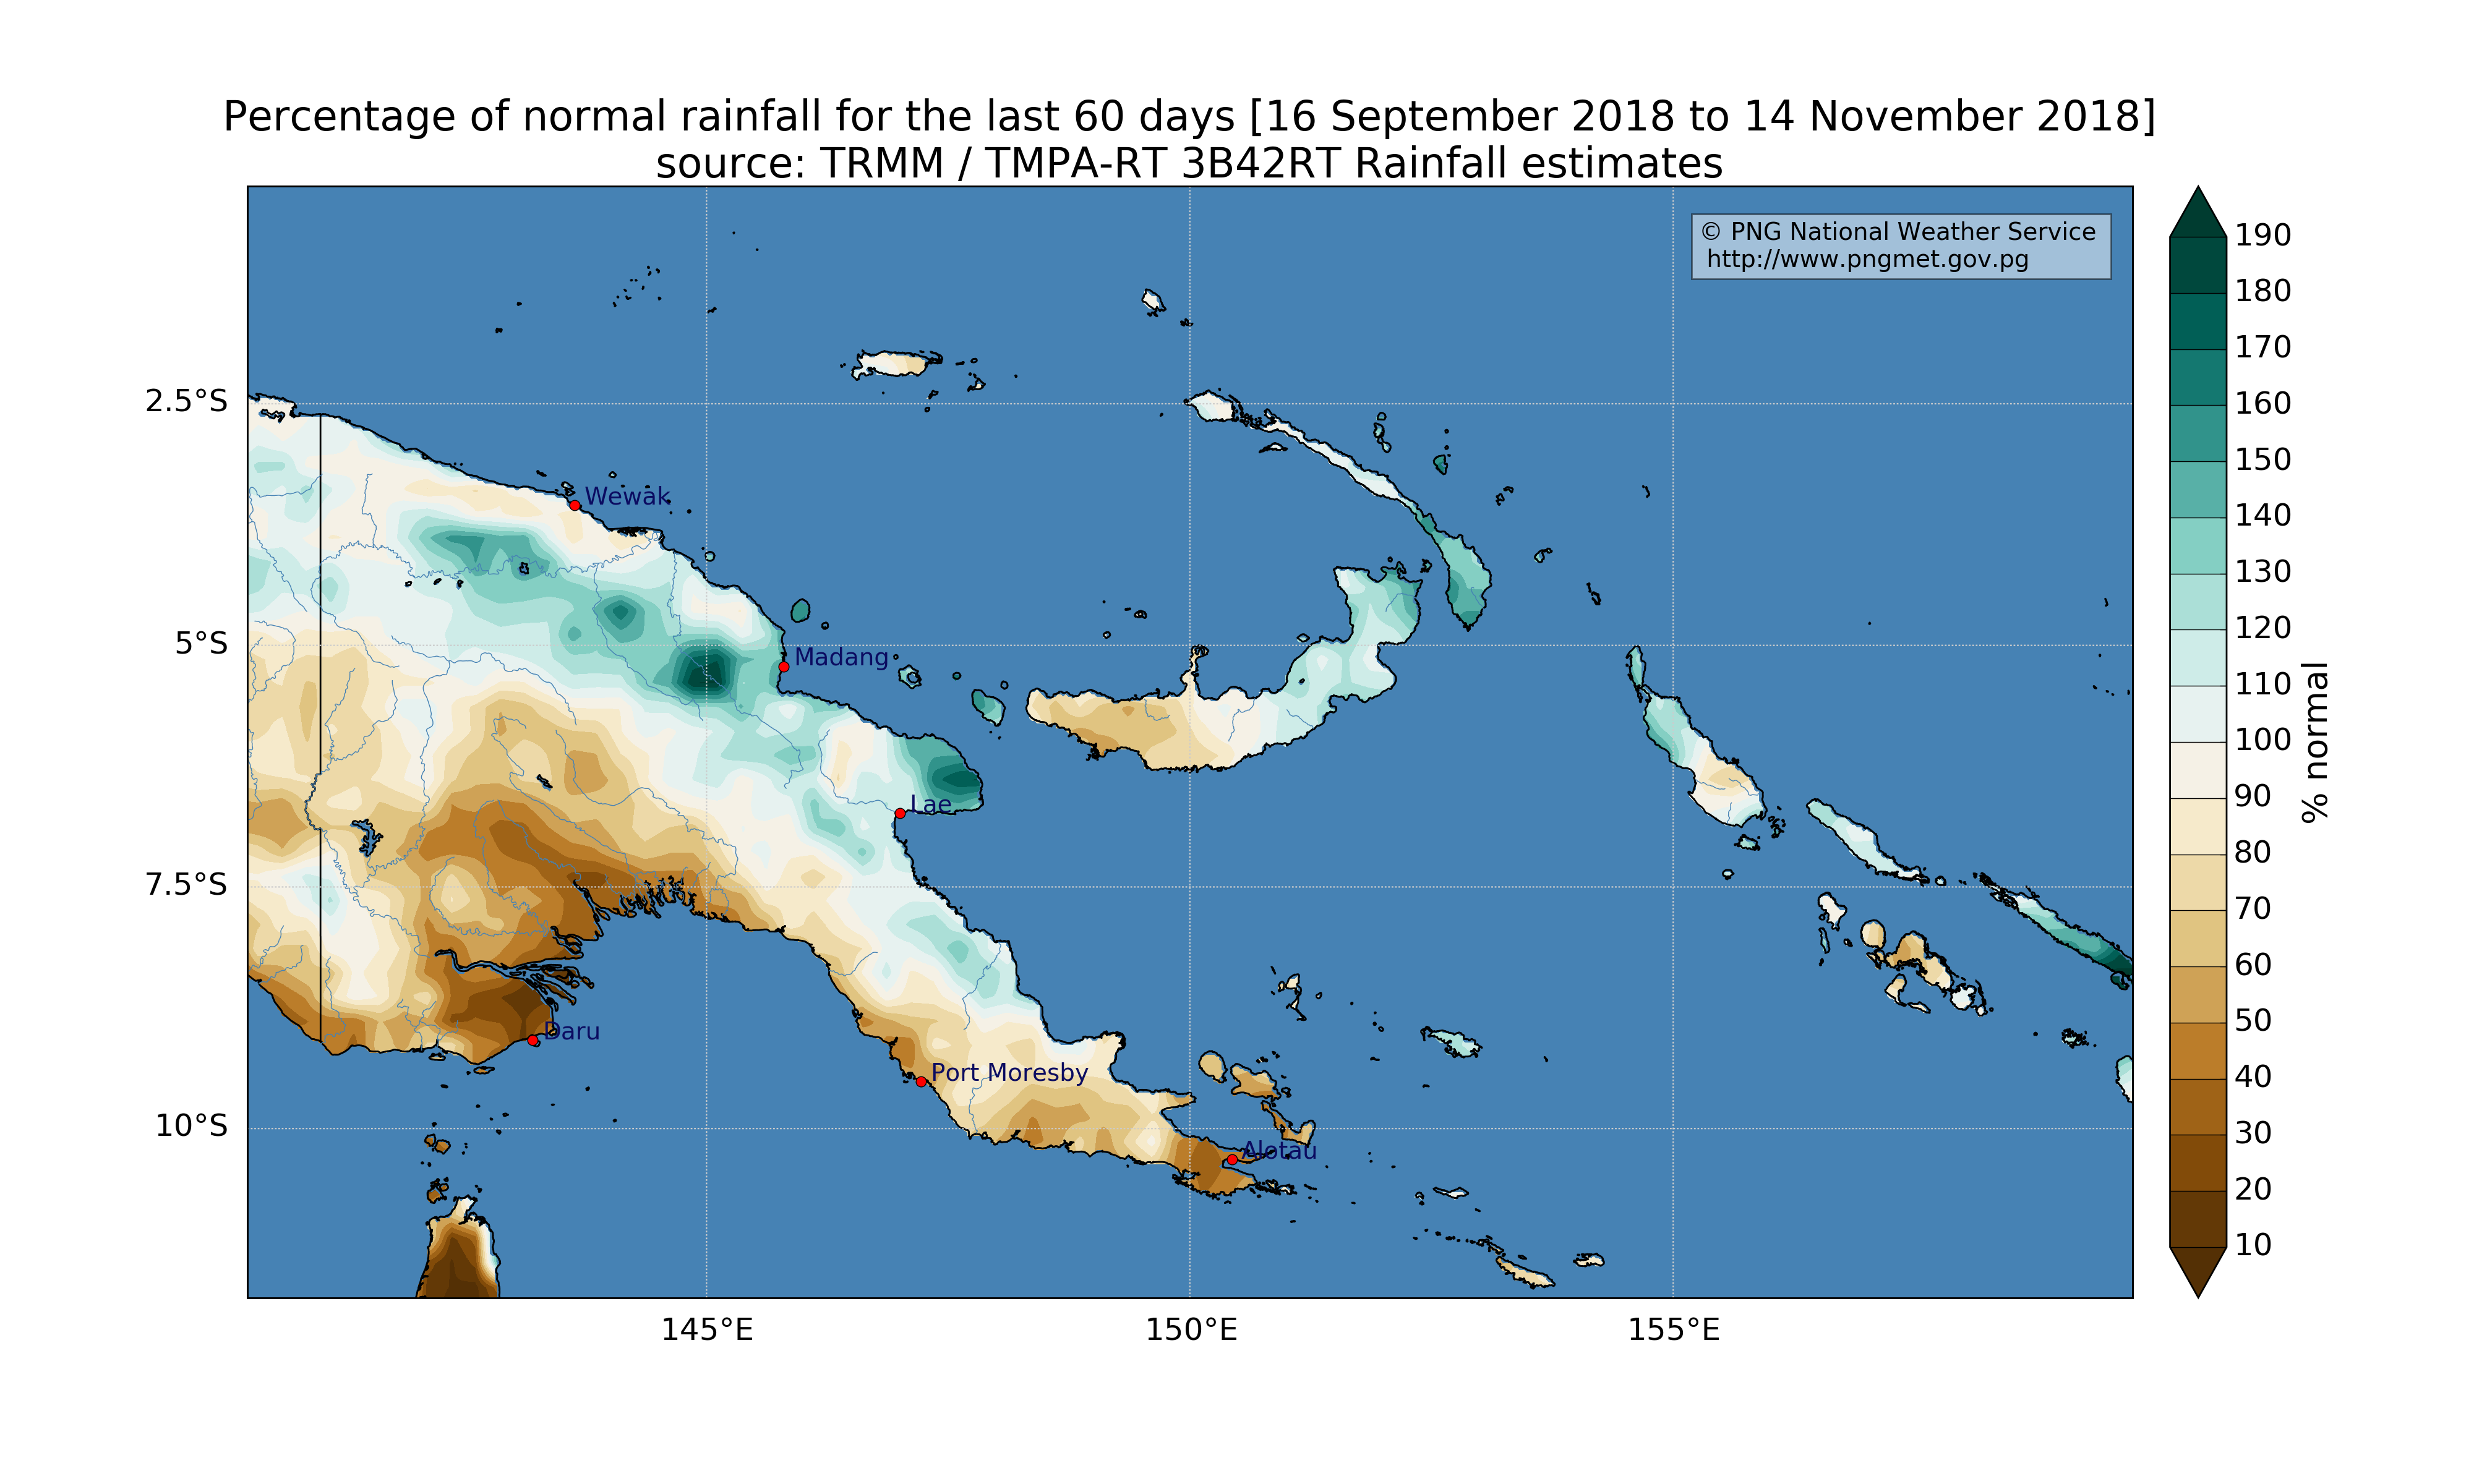 Percentage of normal rainfall for the last 60 days [16 September 2018 to 14 November 2018]
source: TRMM / TMPA-RT 3B42RT Rainfall estimates
© PNG National Weather Service
http://www.pngmet.gov.pg
2.5°S
5°S
7.5°S
10°S
Wewak
Madang
Lae
Daru
Port Moresby
Alotau
145°E
150°E
155°E
190
180
170
160
150
140
130
120
110
100
90
80
70
60
50
40
30
20
10
% normal